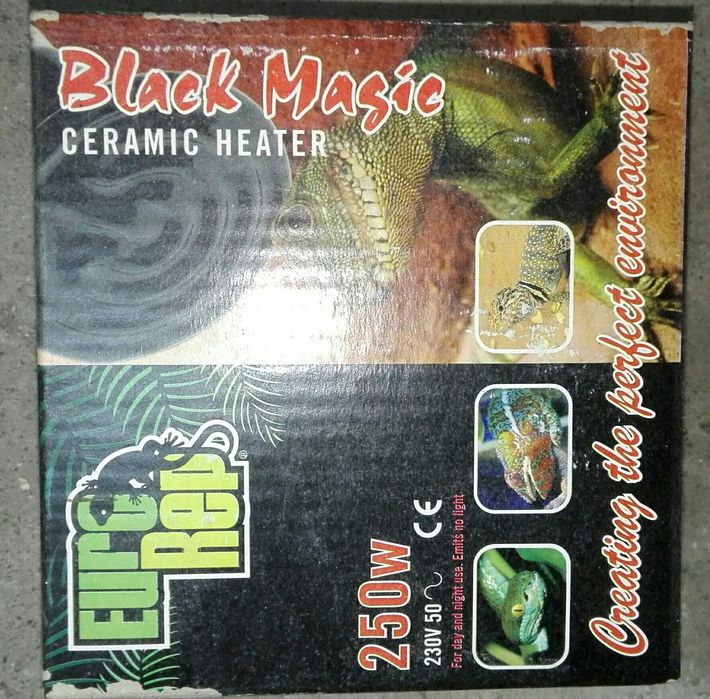 Black Magic
CERAMIC HEATER
Creating the perfect environment
EURO
REP®
250W
230V 50 ~
CE
For day and night use. Emits no light